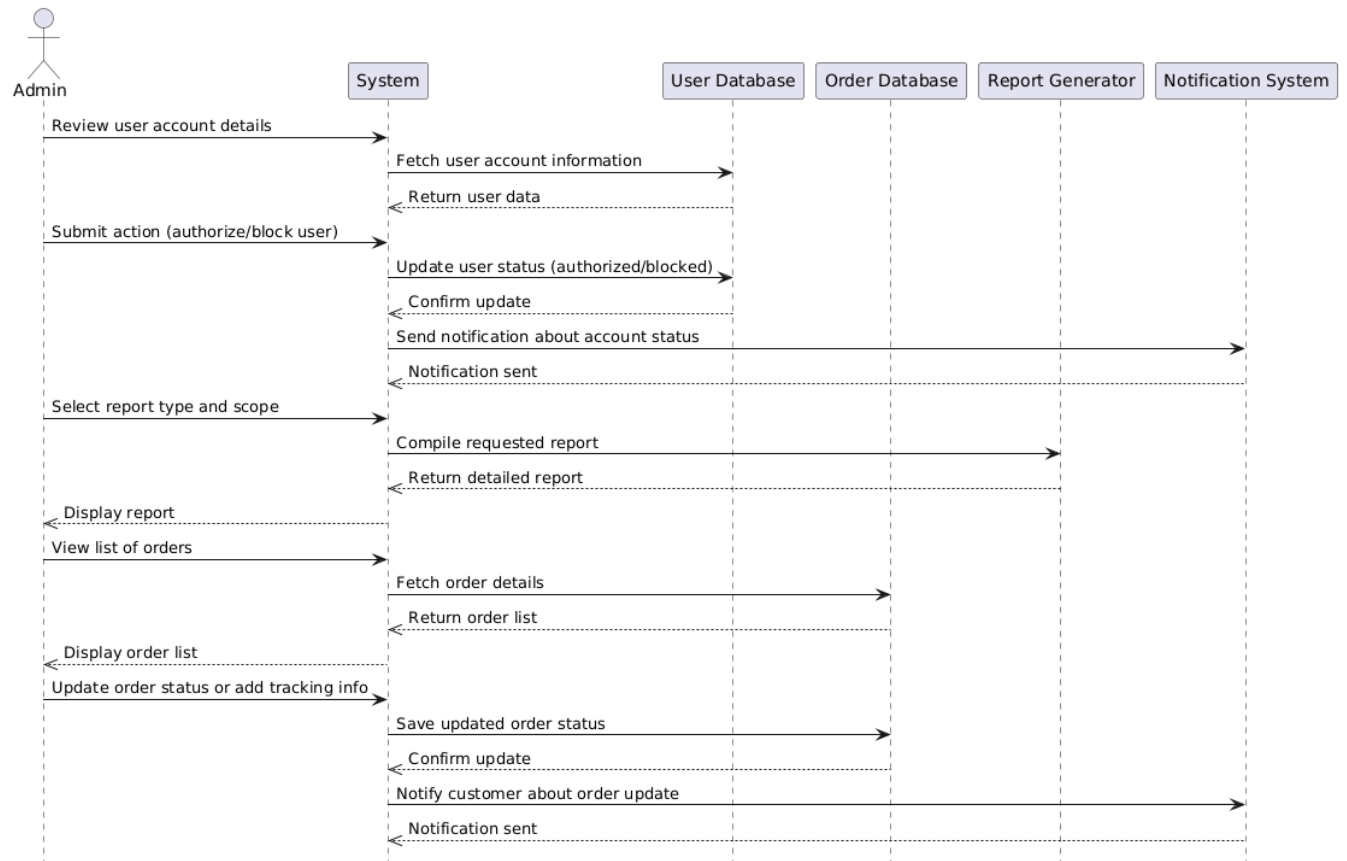 Admin
System
User Database
Order Database
Report Generator
Notification System
Review user account details
Fetch user account information
Return user data
Submit action (authorize/block user)
Update user status (authorized/blocked)
Confirm update
Send notification about account status
Notification sent
Select report type and scope
Compile requested report
Return detailed report
Display report
View list of orders
Fetch order details
Return order list
Display order list
Update order status or add tracking info
Save updated order status
Confirm update
Notify customer about order update
Notification sent